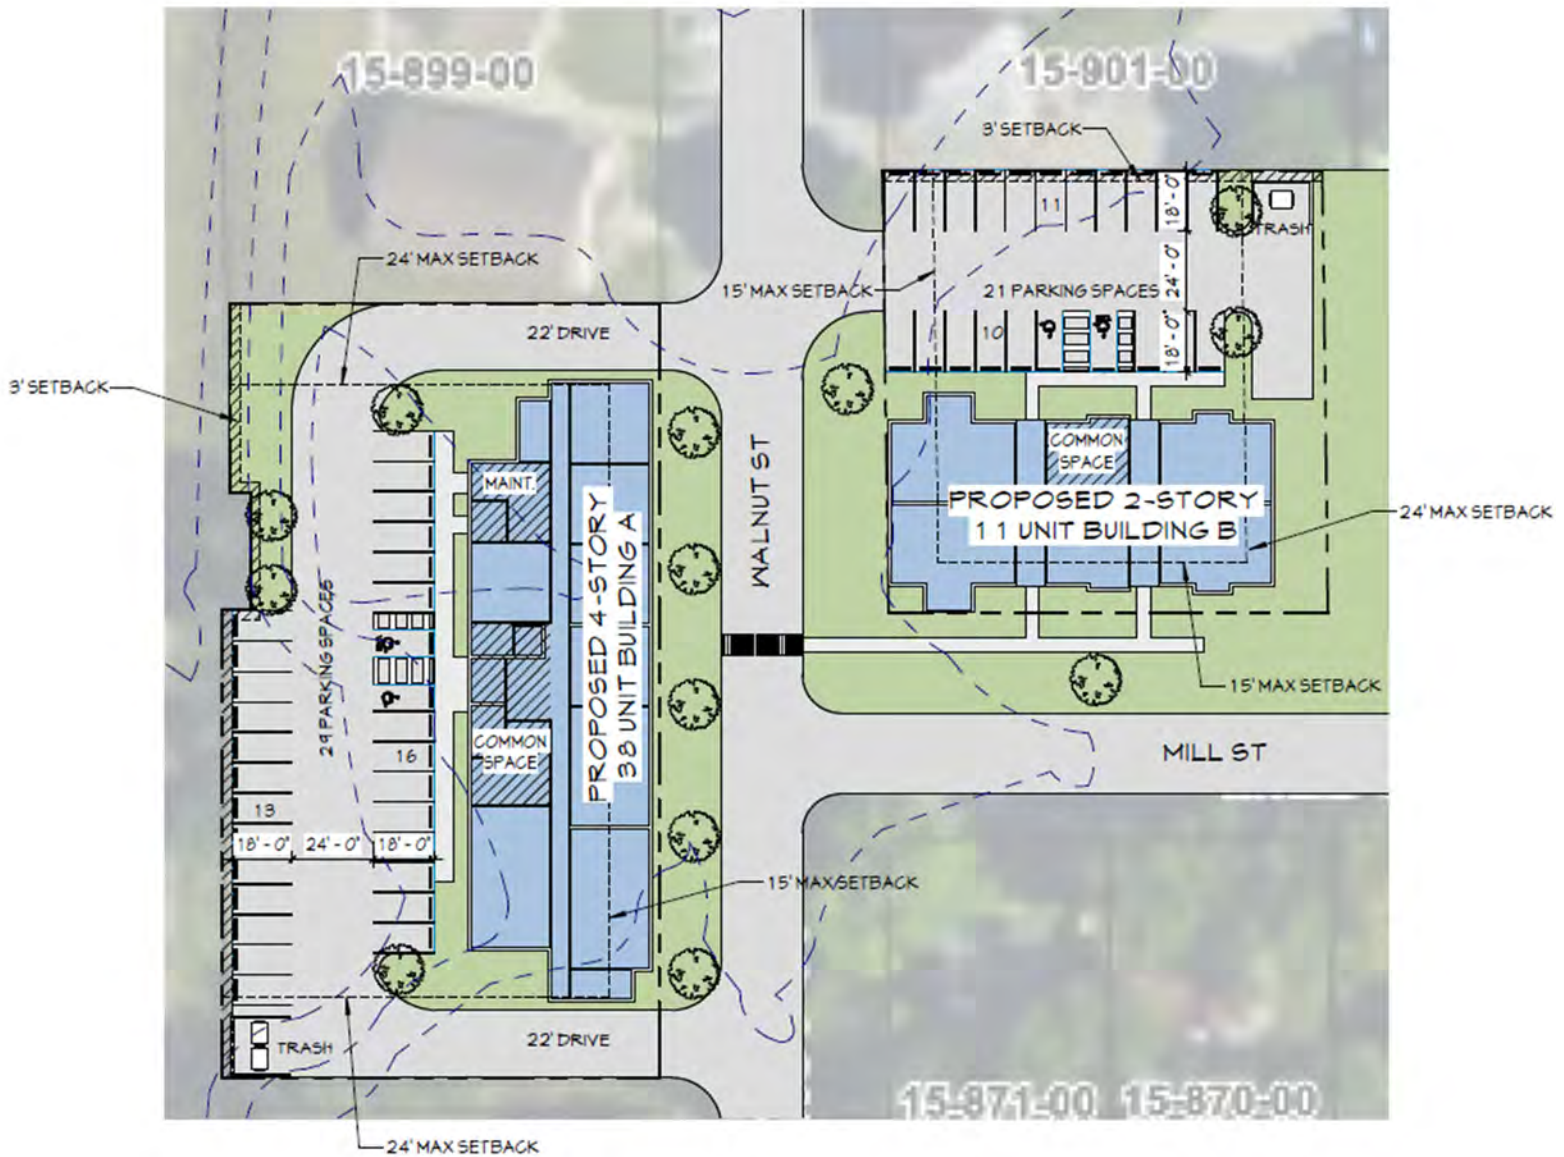 15-899-00
15-901-00
3' SETBACK
11
18' - 0"
TRASH
24' MAX SETBACK
15' MAX SETBACK
21 PARKING SPACES
24' - 0"
22' DRIVE
10
18' - 0"
3' SETBACK
WALNUT ST
COMMON
SPACE
MAINT.
PROPOSED 2-STORY
11 UNIT BUILDING B
24' MAX SETBACK
PROPOSED 4-STORY
38 UNIT BUILDING A
29 PARKING SPACES
15' MAX SETBACK
16
COMMON
SPACE
MILL ST
13
18' - 0"
24' - 0"
18' - 0"
15' MAX SETBACK
22' DRIVE
TRASH
15-871-00
15-870-00
24' MAX SETBACK